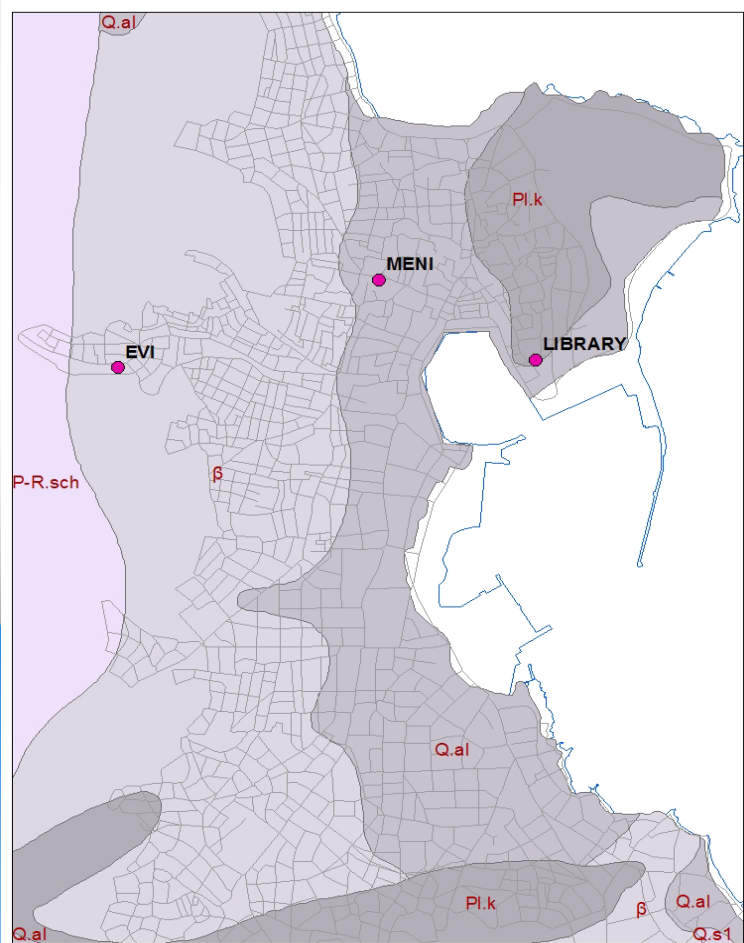 Q.al
Pl.k
MENI
LIBRARY
EVI
β
P-R.sch
Q.al
Pl.k
Q.al
β
Q.al
Q.s1